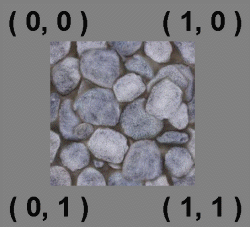 ( 0, 0 ) ( 1, 0 )
( 0, 1 ) ( 1, 1 )